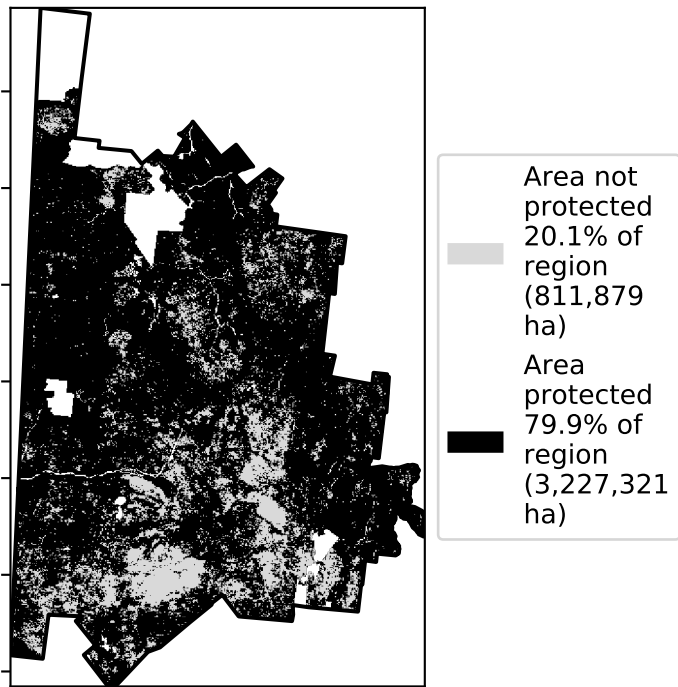 Area not
protected
20.1% of
region
(811,879
ha)
Area
protected
79.9% of
region
(3,227,321
ha)